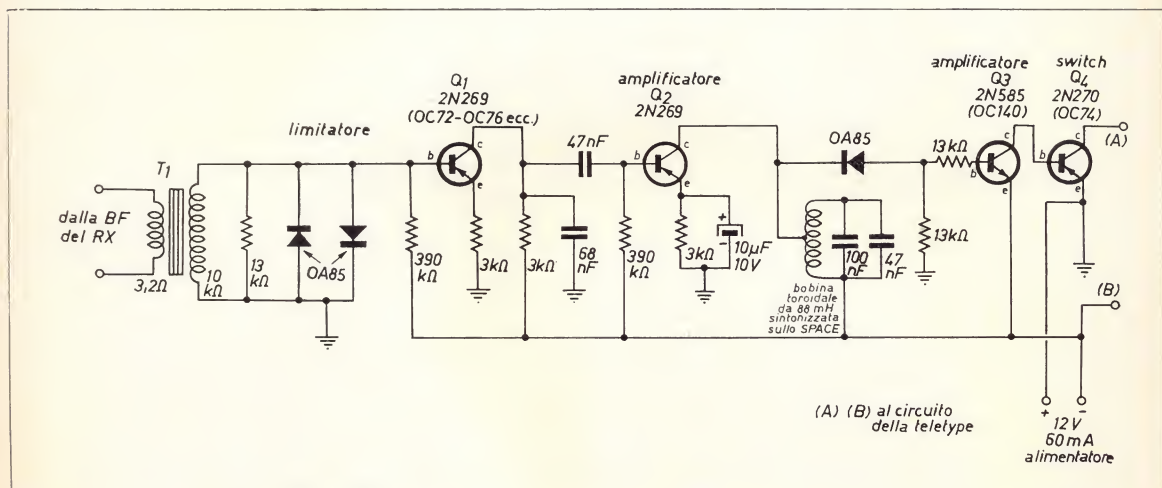 dalla BF
del RX
T1
3,2Ω
10
kΩ
13
kΩ
limitatore
OA85
390
kΩ
Q1
2N269
(OC72-OC76 ecc.)
b
c
e
3kΩ
3kΩ
68
nF
47nF
390
kΩ
amplificatore
Q2
2N269
b
c
e
3kΩ
+
-
10µF
10V
OA85
100
nF
47
nF
bobina
toroidale
da 88 mH
sintonizzata
sullo SPACE
13kΩ
13kΩ
amplificatore
Q3
2N585
(OC140)
b
c
e
switch
Q4
2N270
(OC74)
b
c
e
(A)
(B)
(A) (B) al circuito
della teletype
+ -
12V
60mA
alimentatore